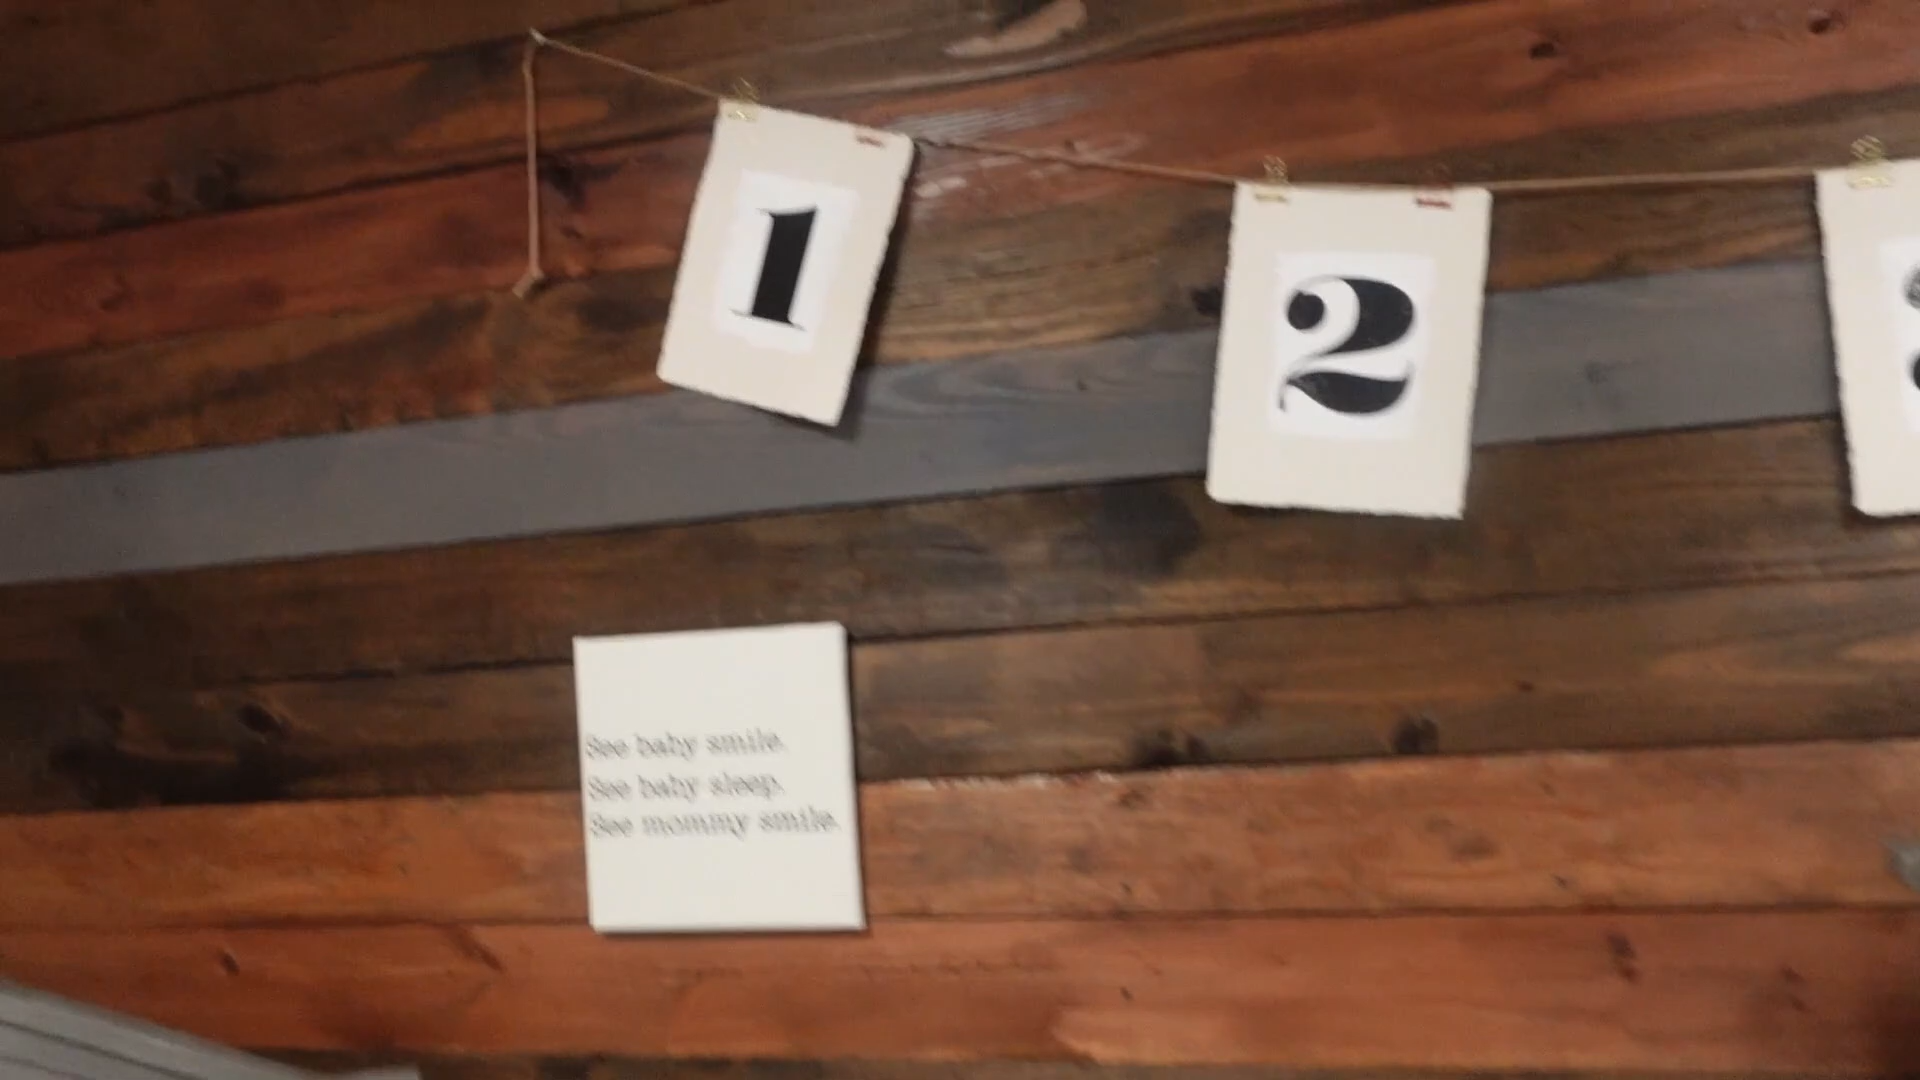 1
2
See baby smile.
See baby sleep.
See mommy smile.